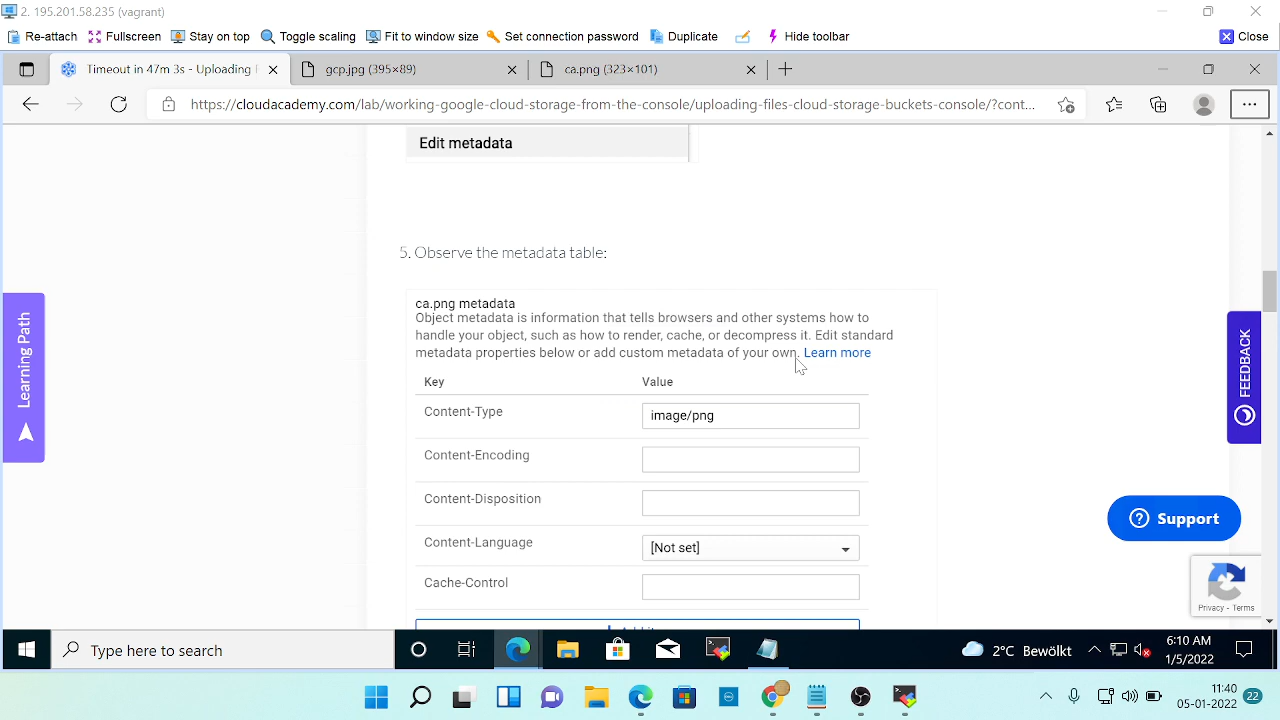 2. 195.201.58.235 (vagrant)
Re-attach Fullscreen Stay on top Toggle scaling Fit to window size Set connection password Duplicate Hide toolbar Close
Timeout in 47m 3s - Uploading F gcp.jpg (395×89) ca.png (323×101)
https://cloudacademy.com/lab/working-google-cloud-storage-from-the-console/uploading-files-cloud-storage-buckets-console/?cont...
Edit metadata
5. Observe the metadata table:
ca.png metadata
Object metadata is information that tells browsers and other systems how to
handle your object, such as how to render, cache, or decompress it. Edit standard
metadata properties below or add custom metadata of your own. Learn more
Key Value
Content-Type image/png
Content-Encoding
Content-Disposition
Content-Language [Not set]
Cache-Control
Learning Path
FEEDBACK
Support
Privacy - Terms
Type here to search
2°C Bewölkt
6:10 AM
1/5/2022
11:40
05-01-2022
22